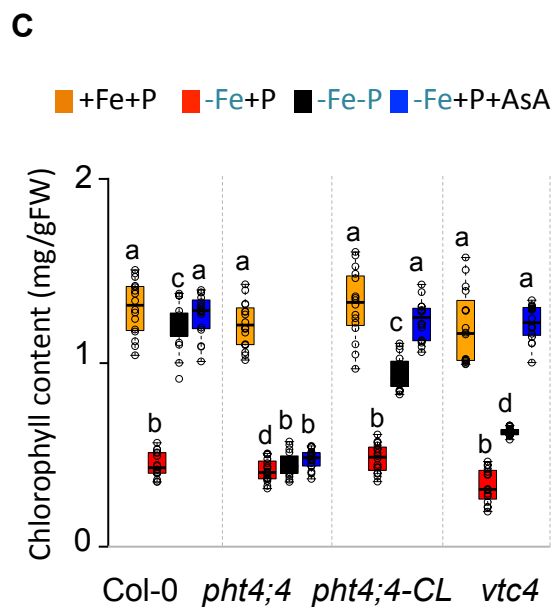 C
+Fe+P -Fe+P -Fe-P -Fe+P+AsA
Chlorophyll content (mg/gFW)
2
1
0
a b c a
a d b b
a b c a
a b d a
Col-0 pht4;4 pht4;4-CL vtc4